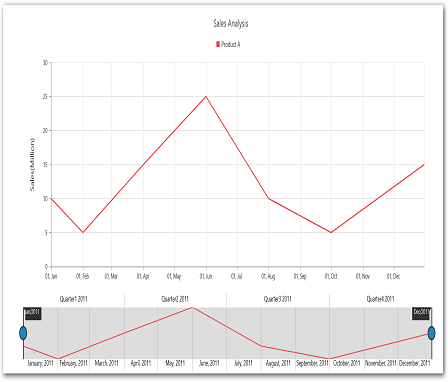 Sales Analysis
Product A
Sales(Million)
30
25
20
15
10
5
0
01, Jan 01, Feb 01, Mar 01, Apr 01, May 01, Jun 01, Jul 01, Aug 01, Sep 01, Oct 01, Nov 01, Dec
Quarter1 2011 Quarter2 2011 Quarter3 2011 Quarter4 2011
Jan/2011 Dec/2011
January, 2011 February, 2011 March, 2011 April, 2011 May, 2011 June, 2011 July, 2011 August, 2011 September, 2011 October, 2011 November, 2011 December, 2011